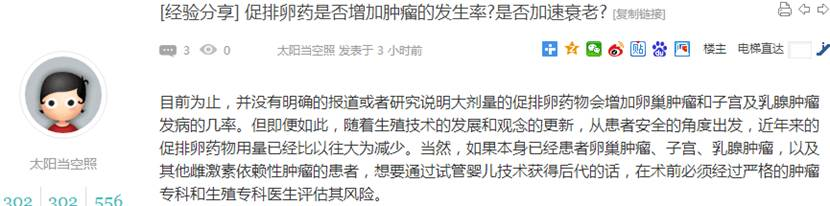 [经验分享] 促排卵药是否增加肿瘤的发生率?是否加速衰老? [复制链接]
3 0 太阳当空照 发表于 3 小时前 楼主 电梯直达
目前为止，并没有明确的报道或者研究说明大剂量的促排卵药物会增加卵巢肿瘤和子宫及乳腺肿瘤
发病的几率。但即便如此，随着生殖技术的发展和观念的更新，从患者安全的角度出发，近年来的
促排卵药物用量已经比以往大为减少。当然，如果本身已经患者卵巢肿瘤、子宫、乳腺肿瘤，以及
其他雌激素依赖性肿瘤的患者，想要通过试管婴儿技术获得后代的话，在术前必须经过严格的肿瘤
专科和生殖专科医生评估其风险。
太阳当空照
302 302 556